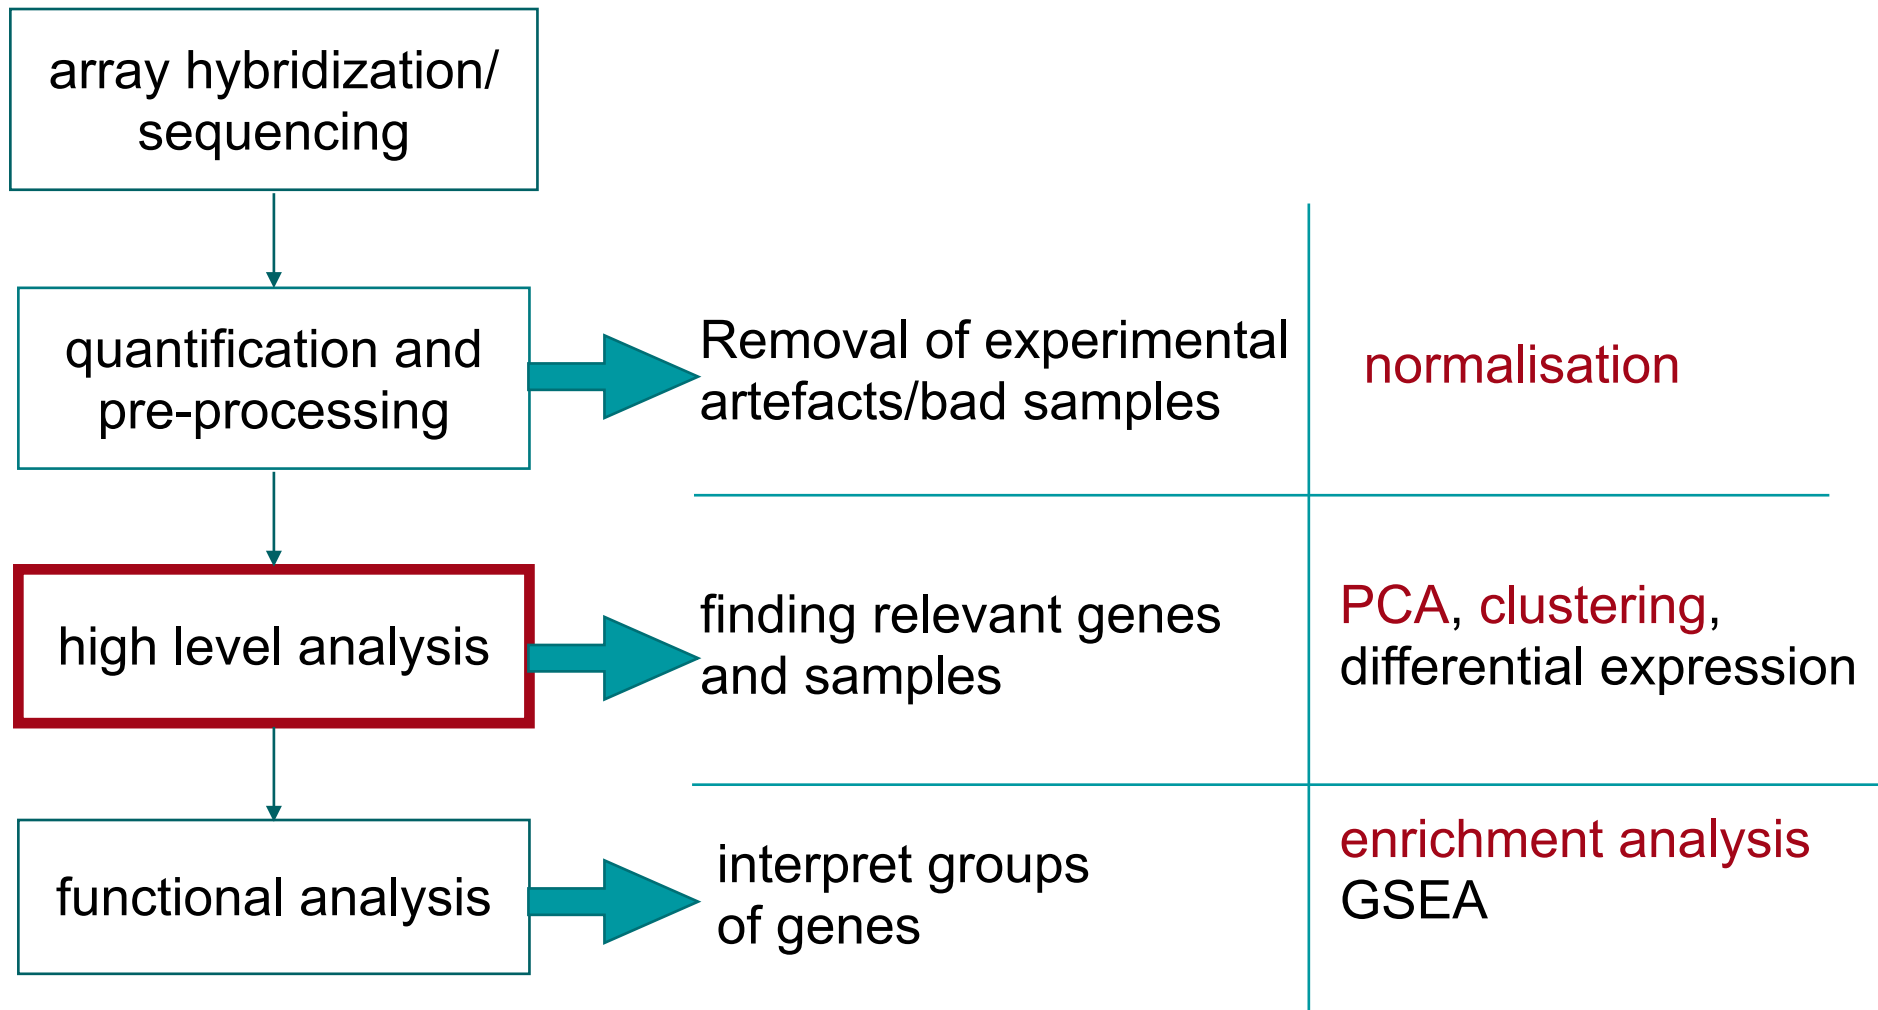 array hybridization/
sequencing
quantification and
pre-processing
Removal of experimental
artefacts/bad samples
normalisation
high level analysis
finding relevant genes
and samples
PCA, clustering,
differential expression
functional analysis
interpret groups
of genes
enrichment analysis
GSEA